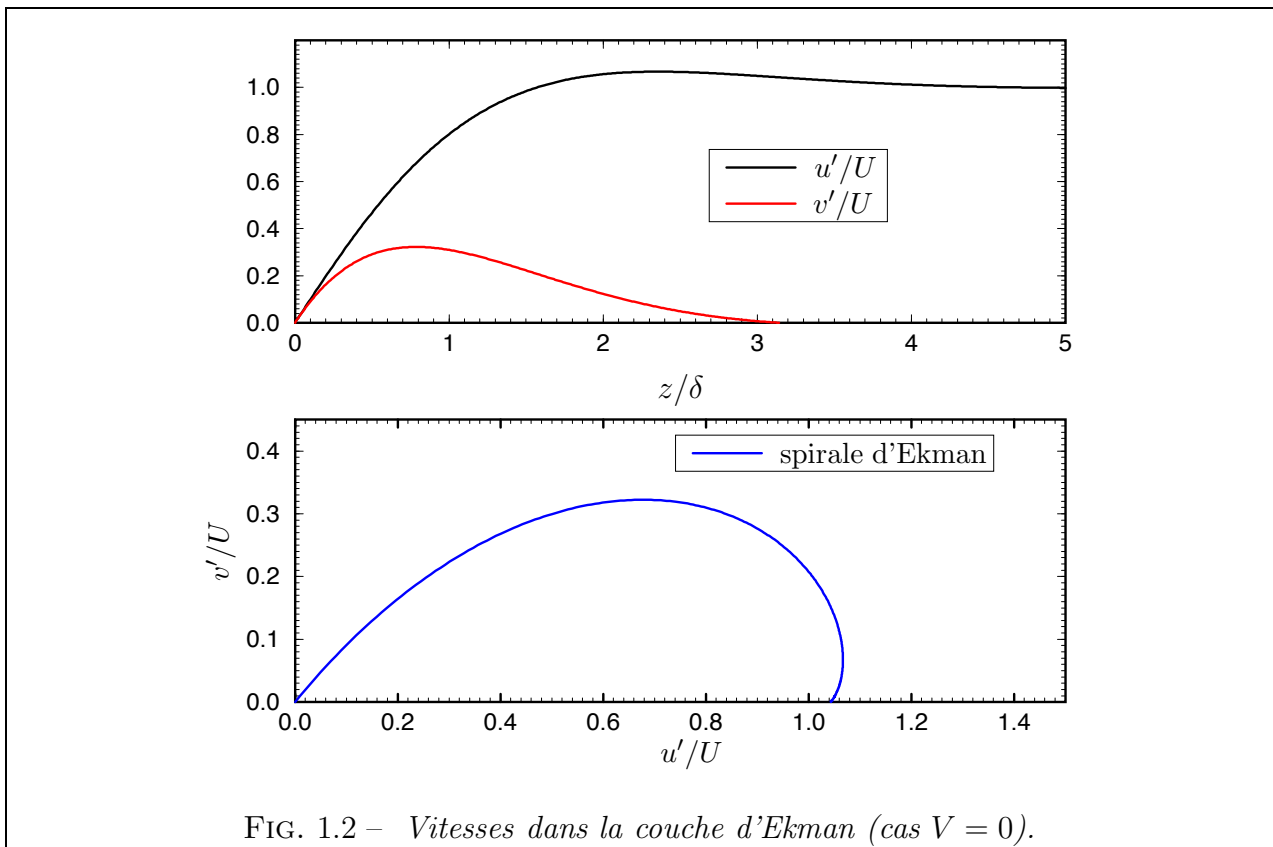 1.0
0.8
0.6
0.4
0.2
0.0
0 1 2 3 4 5
u′/U
v′/U
z/δ
0.4
0.3
0.2
0.1
0.0
0.0 0.2 0.4 0.6 0.8 1.0 1.2 1.4
spirale d'Ekman
v′/U
u′/U
FIG. 1.2 – Vitesses dans la couche d'Ekman (cas V = 0).